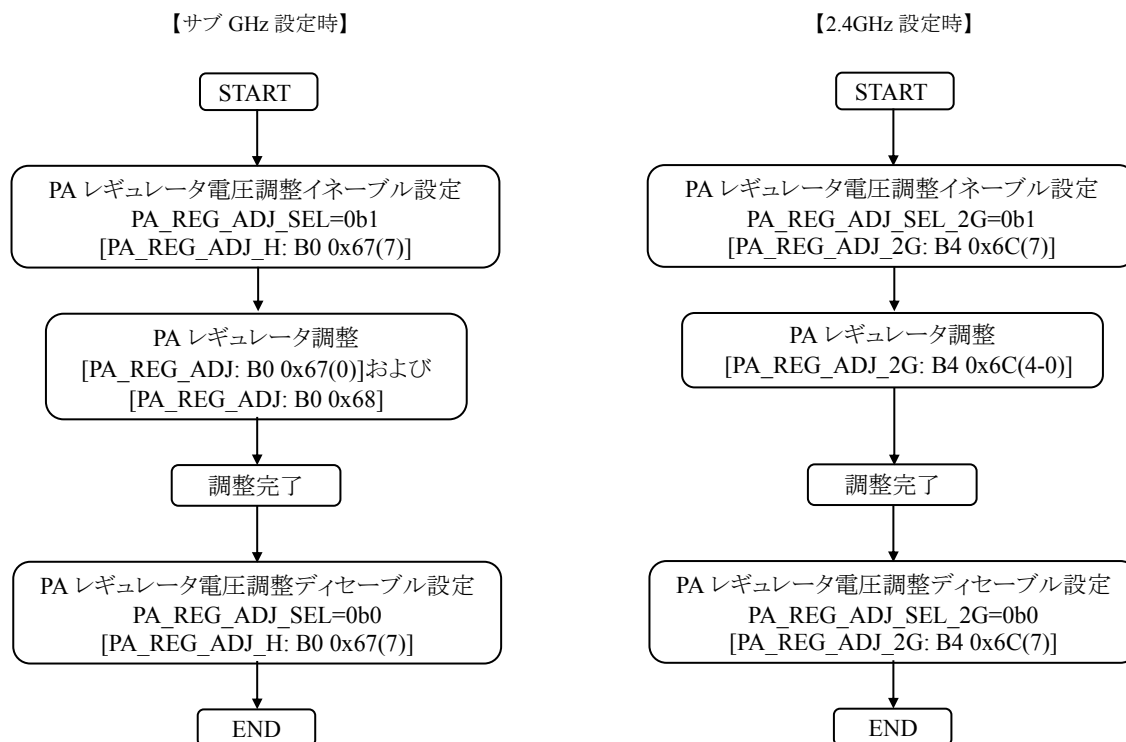 【サブ GHz 設定時】
START
PA レギュレータ電圧調整イネーブル設定
PA_REG_ADJ_SEL=0b1
[PA_REG_ADJ_H: B0 0x67(7)]
PA レギュレータ調整
[PA_REG_ADJ: B0 0x67(0)]および
[PA_REG_ADJ: B0 0x68]
調整完了
PA レギュレータ電圧調整ディセーブル設定
PA_REG_ADJ_SEL=0b0
[PA_REG_ADJ_H: B0 0x67(7)]
END
【2.4GHz 設定時】
START
PA レギュレータ電圧調整イネーブル設定
PA_REG_ADJ_SEL_2G=0b1
[PA_REG_ADJ_2G: B4 0x6C(7)]
PA レギュレータ調整
[PA_REG_ADJ_2G: B4 0x6C(4-0)]
調整完了
PA レギュレータ電圧調整ディセーブル設定
PA_REG_ADJ_SEL_2G=0b0
[PA_REG_ADJ_2G: B4 0x6C(7)]
END